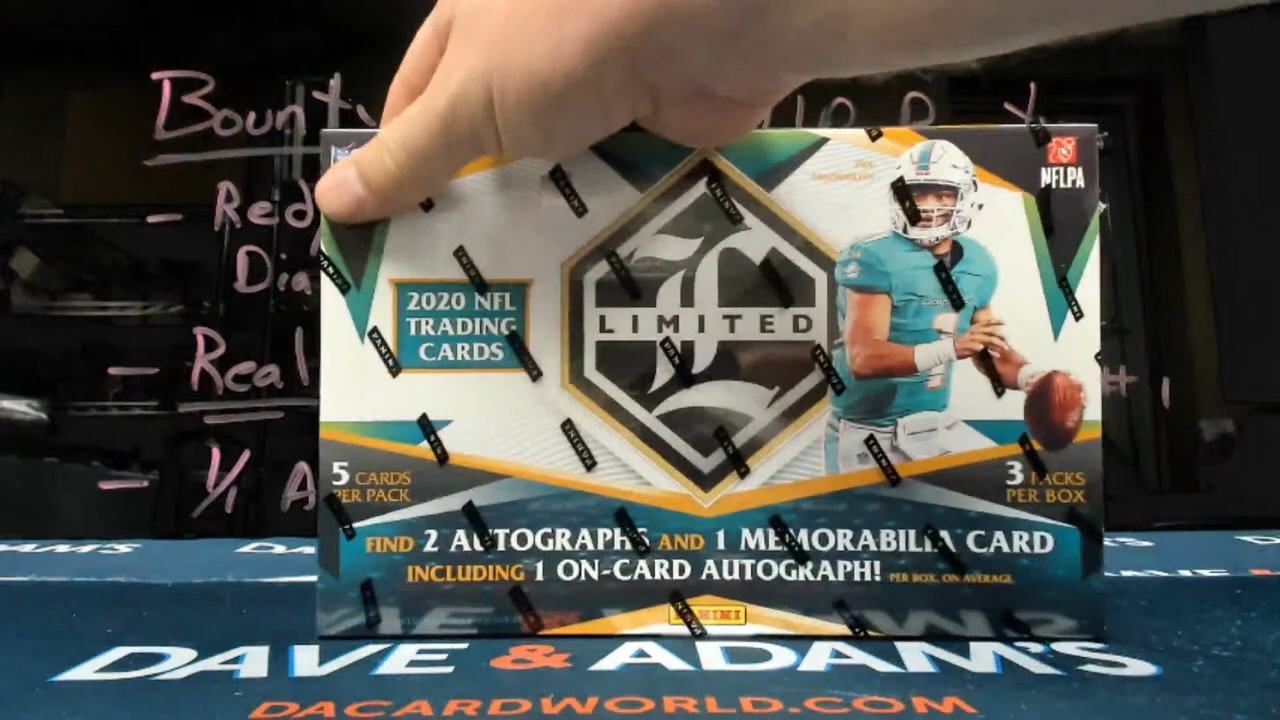 Bounty
- Red
Dia
- Real
# 1
- 1/1 A
NFLPA
2020 NFL
TRADING
CARDS
LIMITED
5 CARDS
PER PACK
3 PACKS
PER BOX
FIND 2 AUTOGRAPHS AND 1 MEMORABILIA CARD
INCLUDING 1 ON-CARD AUTOGRAPH! PER BOX, ON AVERAGE
PANINI
DAVE & ADAM'S
DACARDWORLD.COM